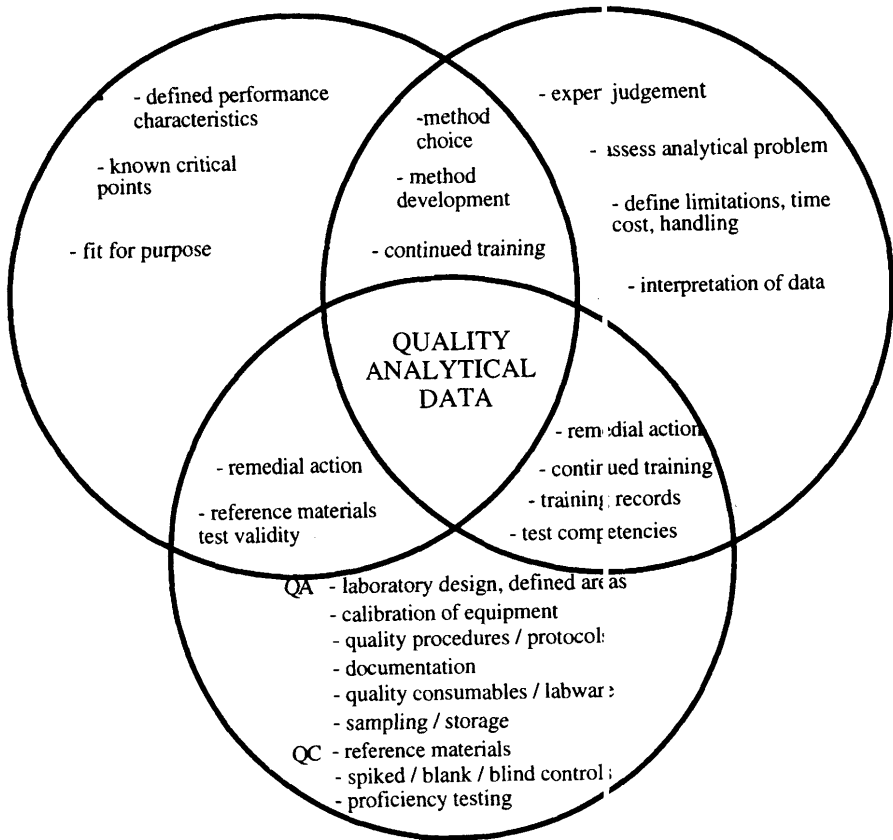 - defined performance
characteristics
- known critical
points
- fit for purpose
-method
choice
- method
development
- continued training
- exper judgement
- assess analytical problem
- define limitations, time
cost, handling
- interpretation of data
QUALITY
ANALYTICAL
DATA
- remedial action
- reference materials
test validity
- remedial action
- continued training
- training records
- test competencies
QA - laboratory design, defined areas
- calibration of equipment
- quality procedures / protocols
- documentation
- quality consumables / labware
- sampling / storage
QC - reference materials
- spiked / blank / blind controls
- proficiency testing